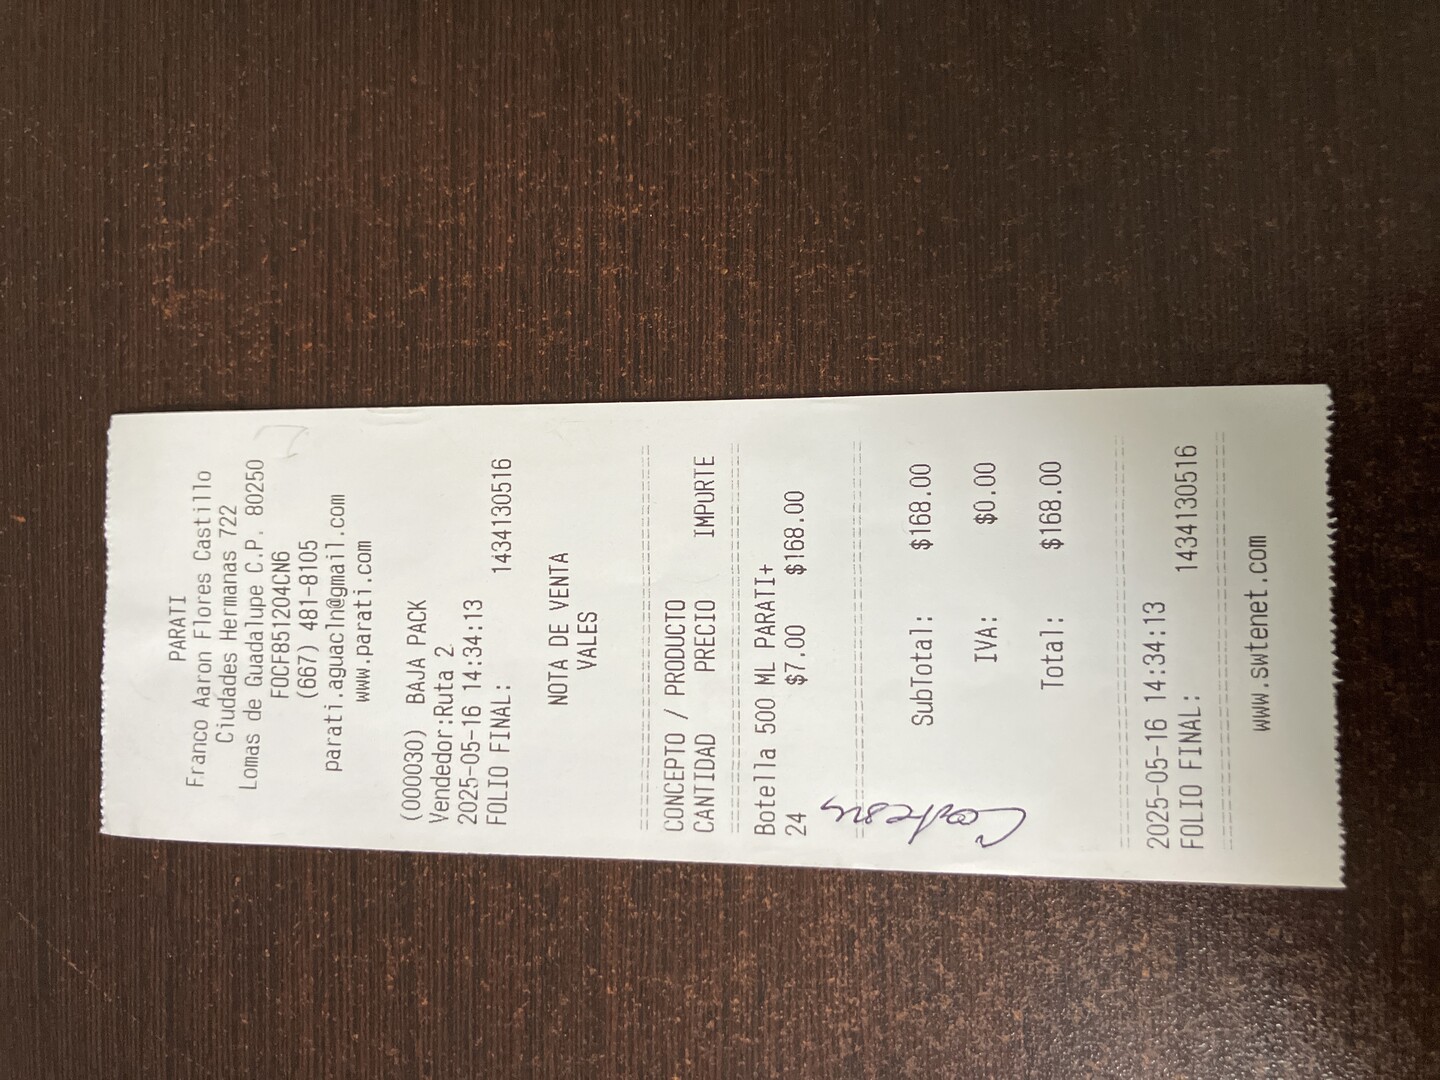 PARATI
Franco Aaron Flores Castillo
Ciudades Hermanas 722
Lomas de Guadalupe C.P. 80250
FOCF851204CN6
(667) 481-8105
parati.aguacln@gmail.com
www.parati.com
(000030) BAJA PACK
Vendedor:Ruta 2
2025-05-16 14:34:13
FOLIO FINAL: 1434130516
NOTA DE VENTA
VALES
CONCEPTO / PRODUCTO
CANTIDAD PRECIO IMPORTE
Botella 500 ML PARATI+
24 $7.00 $168.00
SubTotal: $168.00
IVA: $0.00
Total: $168.00
2025-05-16 14:34:13
FOLIO FINAL: 1434130516
www.swtenet.com